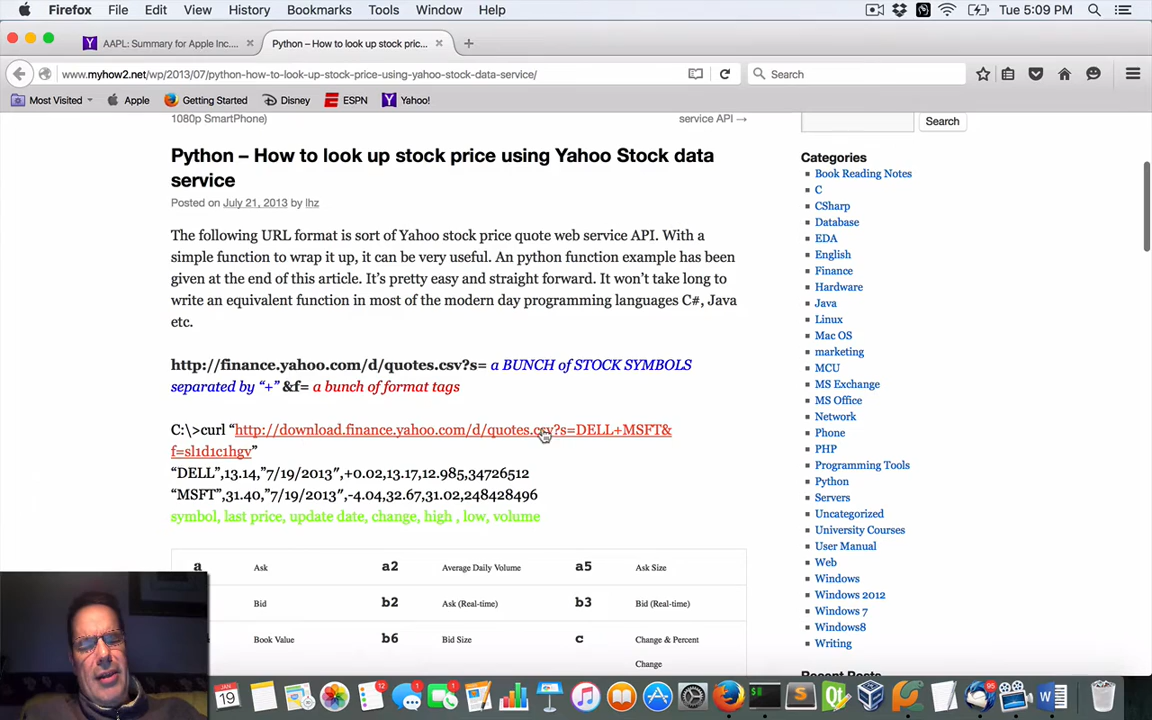 Firefox File Edit View History Bookmarks Tools Window Help Tue 5:09 PM
AAPL: Summary for Apple Inc.... Python – How to look up stock pric...
www.myhow2.net/wp/2013/07/python-how-to-look-up-stock-price-using-yahoo-stock-data-service/ Search
Most Visited Apple Getting Started Disney ESPN Yahoo!
1080p SmartPhone) service API →
Search
Python – How to look up stock price using Yahoo Stock data
service
Posted on July 21, 2013 by lhz
The following URL format is sort of Yahoo stock price quote web service API. With a
simple function to wrap it up, it can be very useful. An python function example has been
given at the end of this article. It's pretty easy and straight forward. It won't take long to
write an equivalent function in most of the modern day programming languages C#, Java
etc.
http://finance.yahoo.com/d/quotes.csv?s= a BUNCH of STOCK SYMBOLS
separated by “+” &f= a bunch of format tags
C:\>curl “http://download.finance.yahoo.com/d/quotes.csv?s=DELL+MSFT&
f=sl1d1c1hgv”
“DELL”,13.14,”7/19/2013″,+0.02,13.17,12.985,34726512
“MSFT”,31.40,”7/19/2013″,-4.04,32.67,31.02,248428496
symbol, last price, update date, change, high , low, volume
a Ask a2 Average Daily Volume a5 Ask Size
Bid b2 Ask (Real-time) b3 Bid (Real-time)
Book Value b6 Bid Size c Change & Percent
Change
Categories
Book Reading Notes
C
CSharp
Database
EDA
English
Finance
Hardware
Java
Linux
Mac OS
marketing
MCU
MS Exchange
MS Office
Network
Phone
PHP
Programming Tools
Python
Servers
Uncategorized
University Courses
User Manual
Web
Windows
Windows 2012
Windows 7
Windows8
Writing
Recent Posts
JAN
19
12
1
1
95